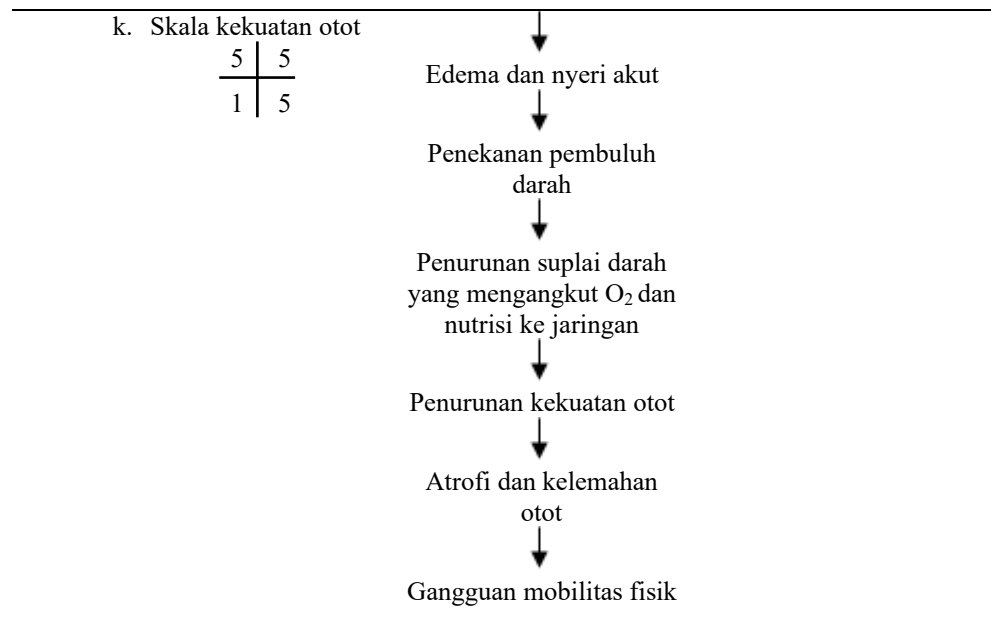 k. Skala kekuatan otot
5 5
1 5
Edema dan nyeri akut
Penekanan pembuluh
darah
Penurunan suplai darah
yang mengangkut O₂ dan
nutrisi ke jaringan
Penurunan kekuatan otot
Atrofi dan kelemahan
otot
Gangguan mobilitas fisik